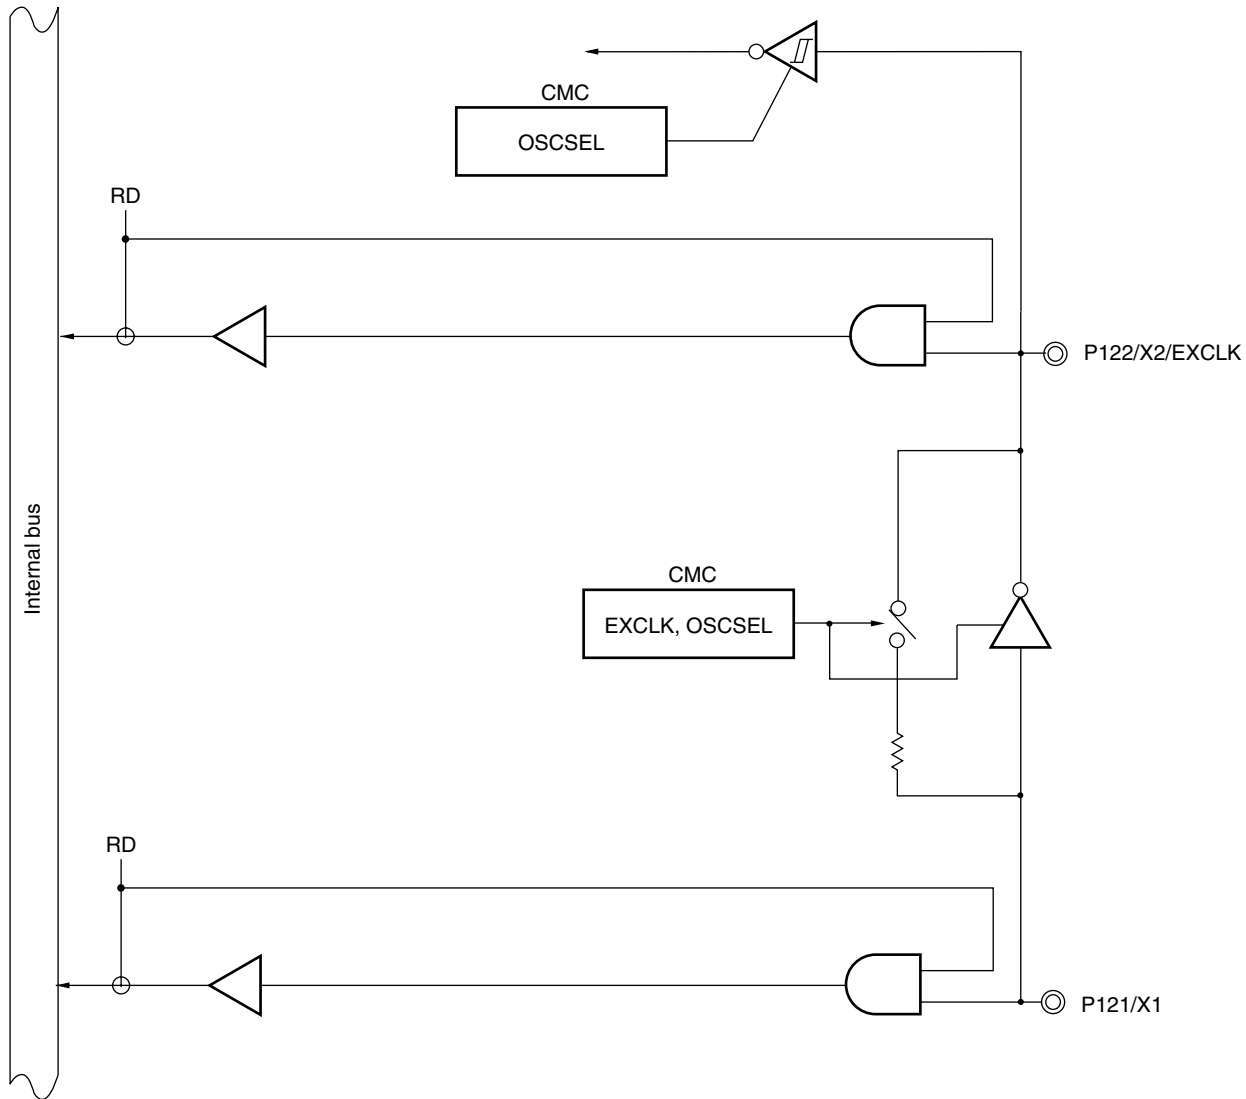 CMC
OSCSEL
RD
P122/X2/EXCLK
Internal bus
CMC
EXCLK, OSCSEL
RD
P121/X1